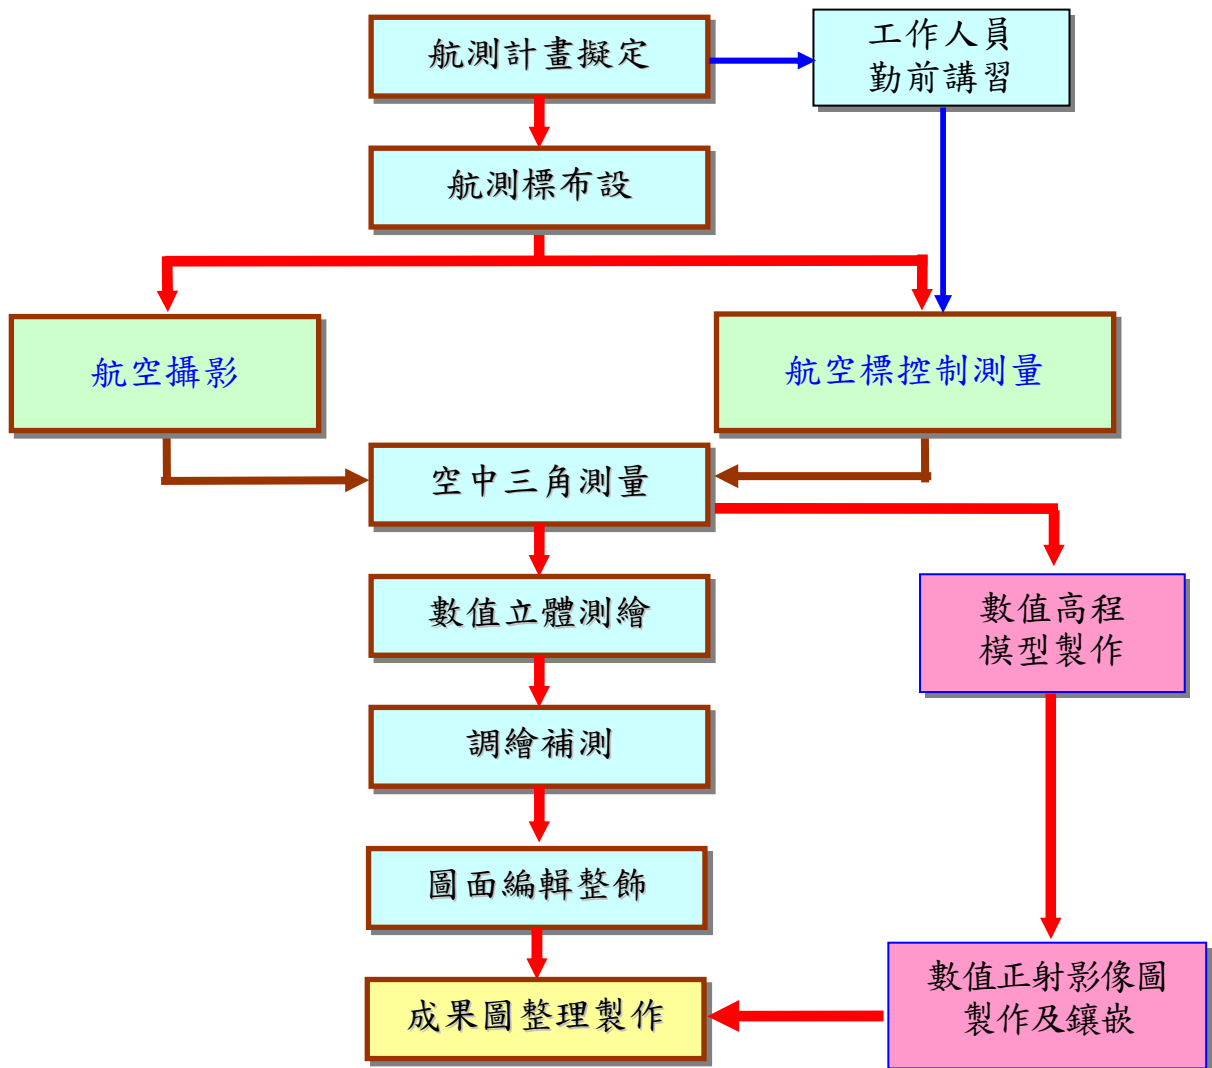 航測計畫擬定
工作人員
勤前講習
航測標布設
航空攝影
航空標控制測量
空中三角測量
數值立體測繪
數值高程
模型製作
調繪補測
圖面編輯整飾
數值正射影像圖
製作及鑲嵌
成果圖整理製作